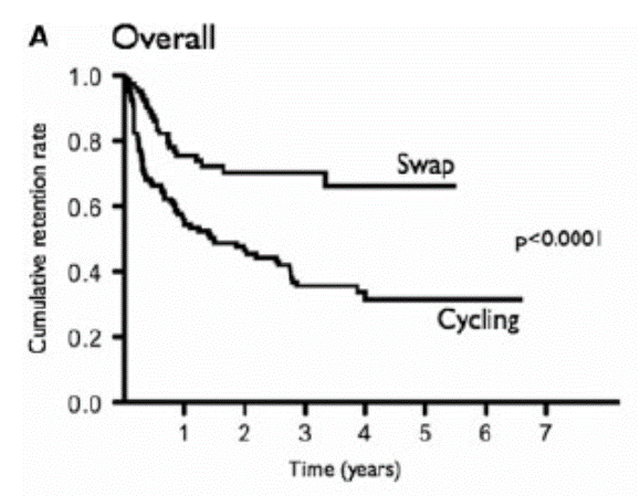 A Overall
Cumulative retention rate
1.0
0.8
0.6
0.4
0.2
0.0
Swap
p<0.0001
Cycling
1 2 3 4 5 6 7
Time (years)